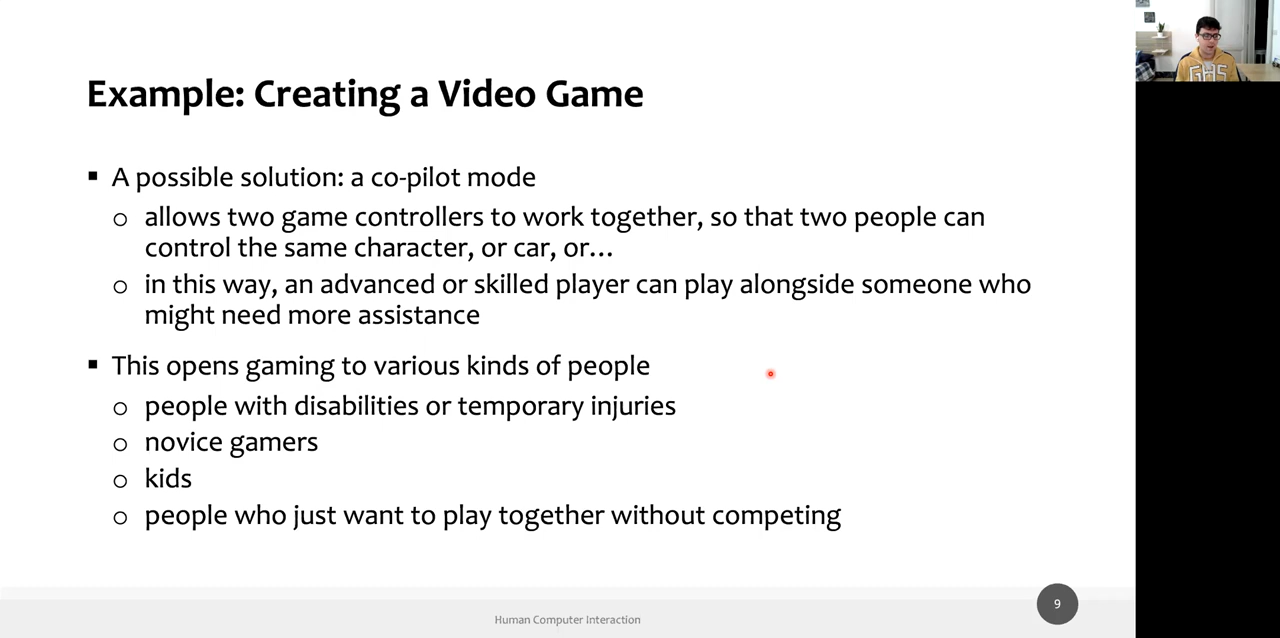 Example: Creating a Video Game
▪ A possible solution: a co-pilot mode
o allows two game controllers to work together, so that two people can
control the same character, or car, or…
o in this way, an advanced or skilled player can play alongside someone who
might need more assistance
▪ This opens gaming to various kinds of people
o people with disabilities or temporary injuries
o novice gamers
o kids
o people who just want to play together without competing
Human Computer Interaction
9
GHS